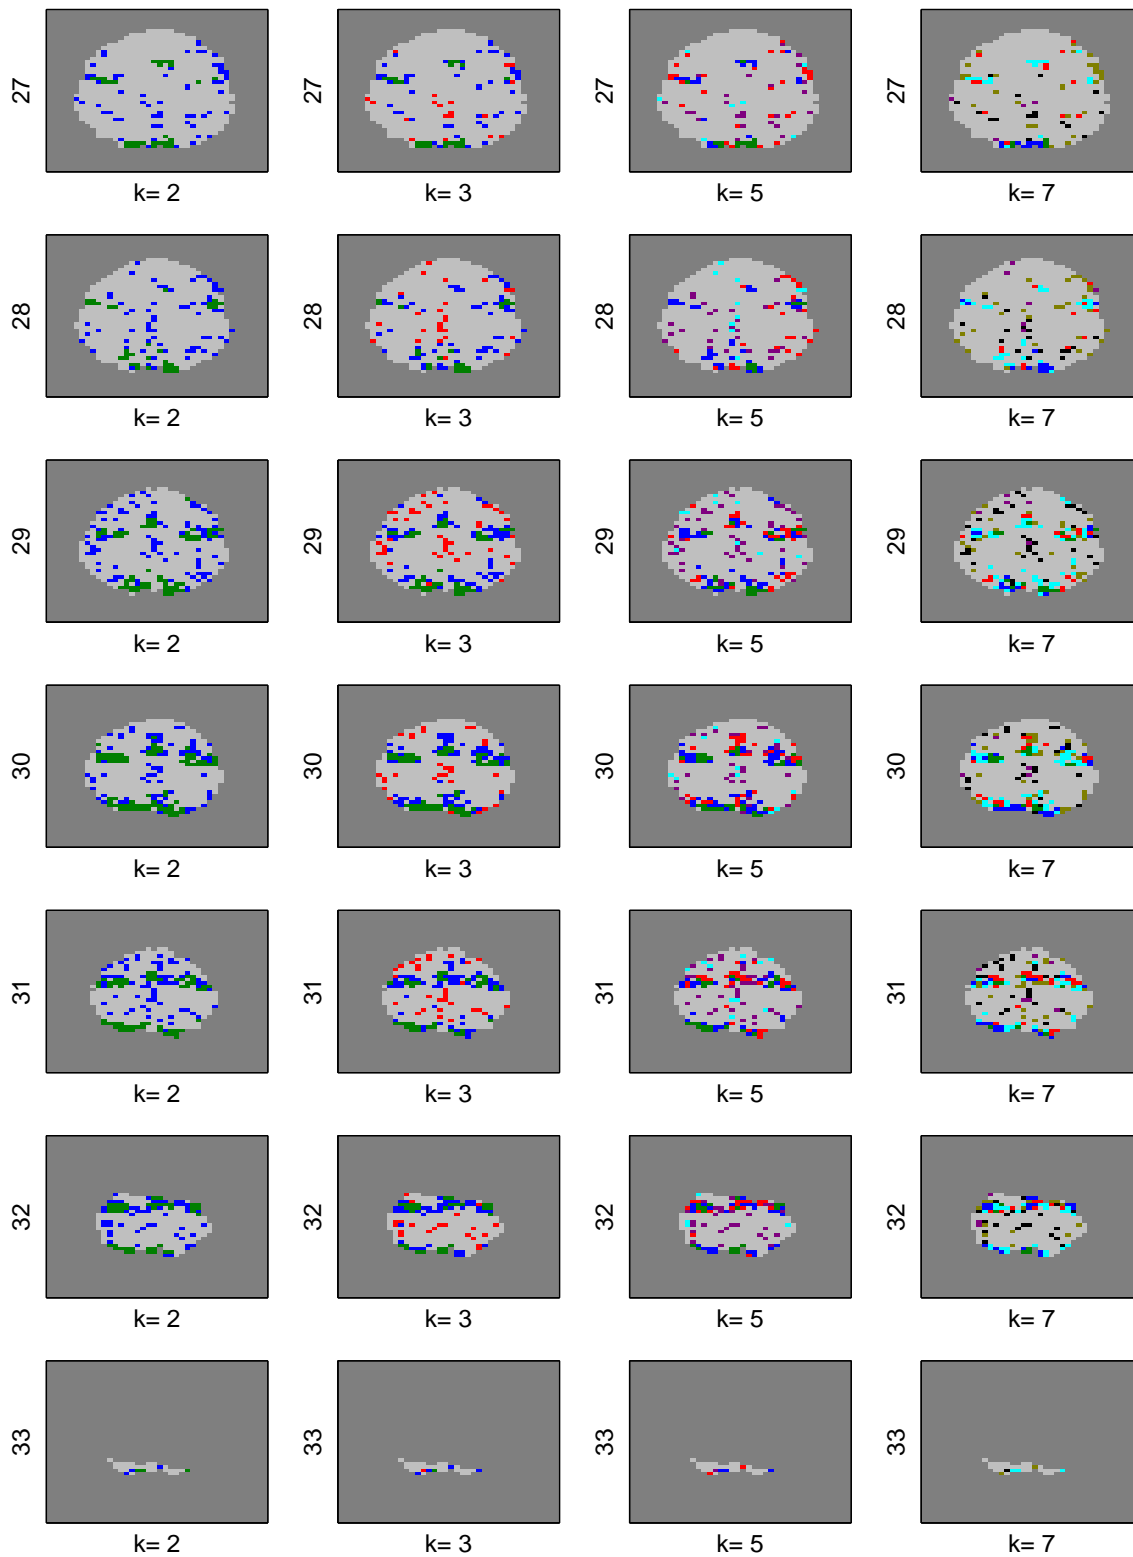 27 27 27 27
k= 2 k= 3 k= 5 k= 7
28 28 28 28
k= 2 k= 3 k= 5 k= 7
29 29 29 29
k= 2 k= 3 k= 5 k= 7
30 30 30 30
k= 2 k= 3 k= 5 k= 7
31 31 31 31
k= 2 k= 3 k= 5 k= 7
32 32 32 32
k= 2 k= 3 k= 5 k= 7
33 33 33 33
k= 2 k= 3 k= 5 k= 7